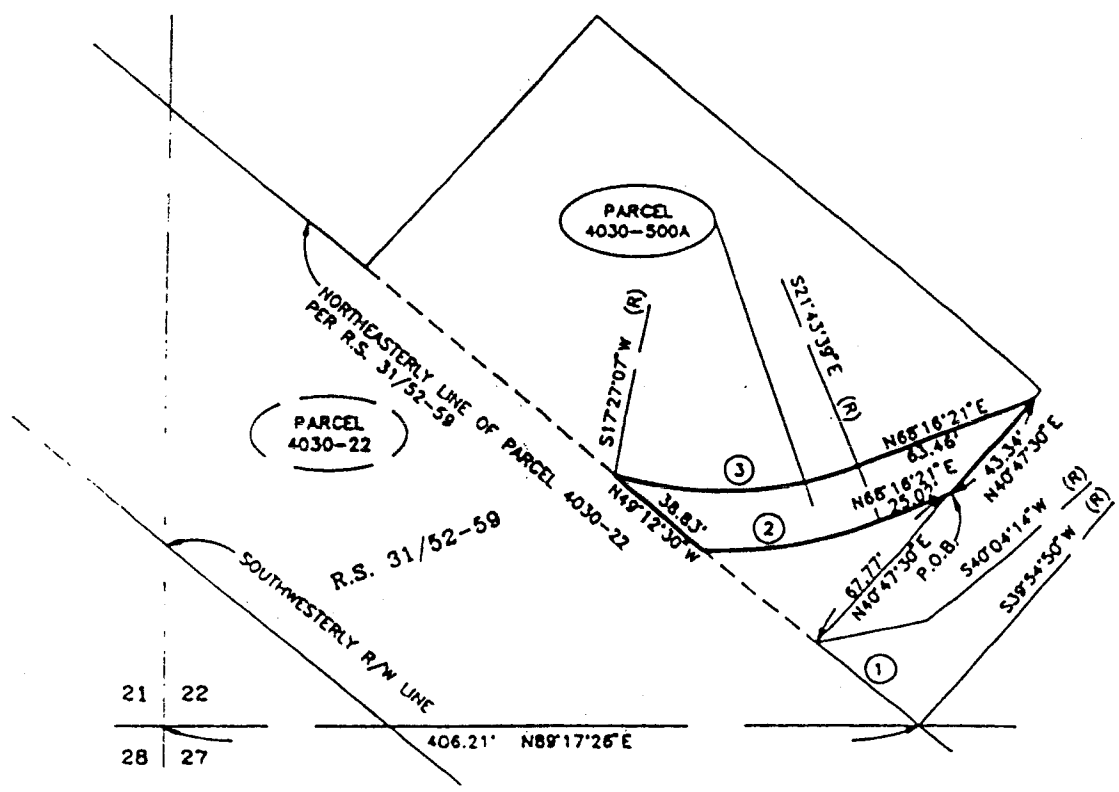 PARCEL
4030-500A
S21°43'39"E (R)
S17°27'07"W (R)
NORTHEASTERLY LINE OF PARCEL 4030-22
PER R.S. 31/52-59
PARCEL
4030-22
N68°16'21"E
63.46'
43.34'
N40°47'30"E
3
N68°16'21"E
25.03'
38.83'
N49°12'30"W
2
67.77'
N40°47'30"E
P.O.B.
S40°04'14"W (R)
S39°54'50"W (R)
R.S. 31/52-59
SOUTHWESTERLY R/W LINE
1
21 22
406.21' N89°17'26"E
28 27